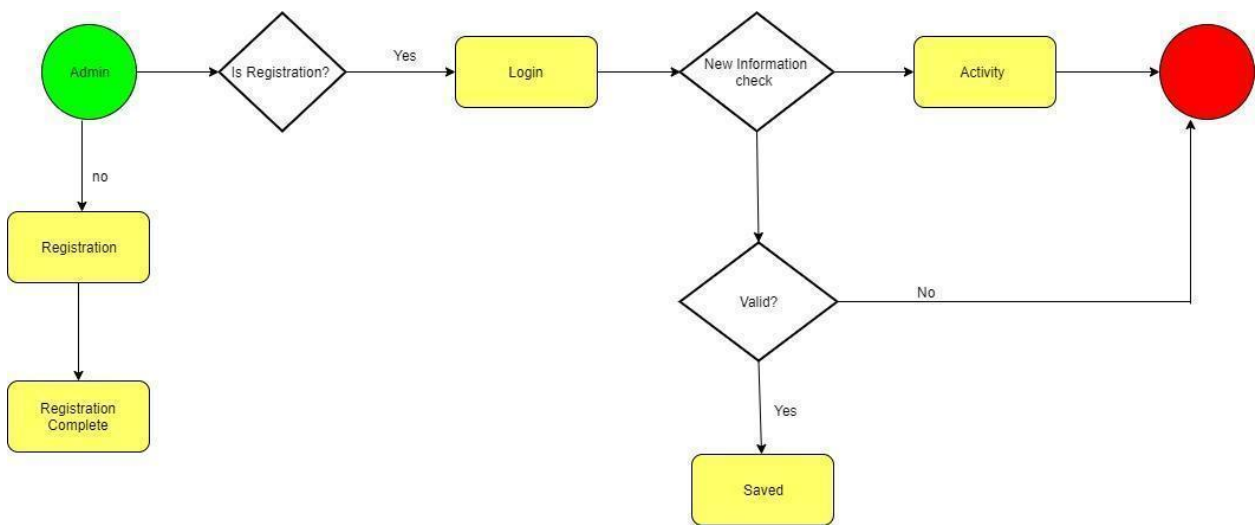 Admin
Is Registration?
Yes
Login
New Information
check
Activity
no
Registration
Valid?
No
Registration
Complete
Yes
Saved